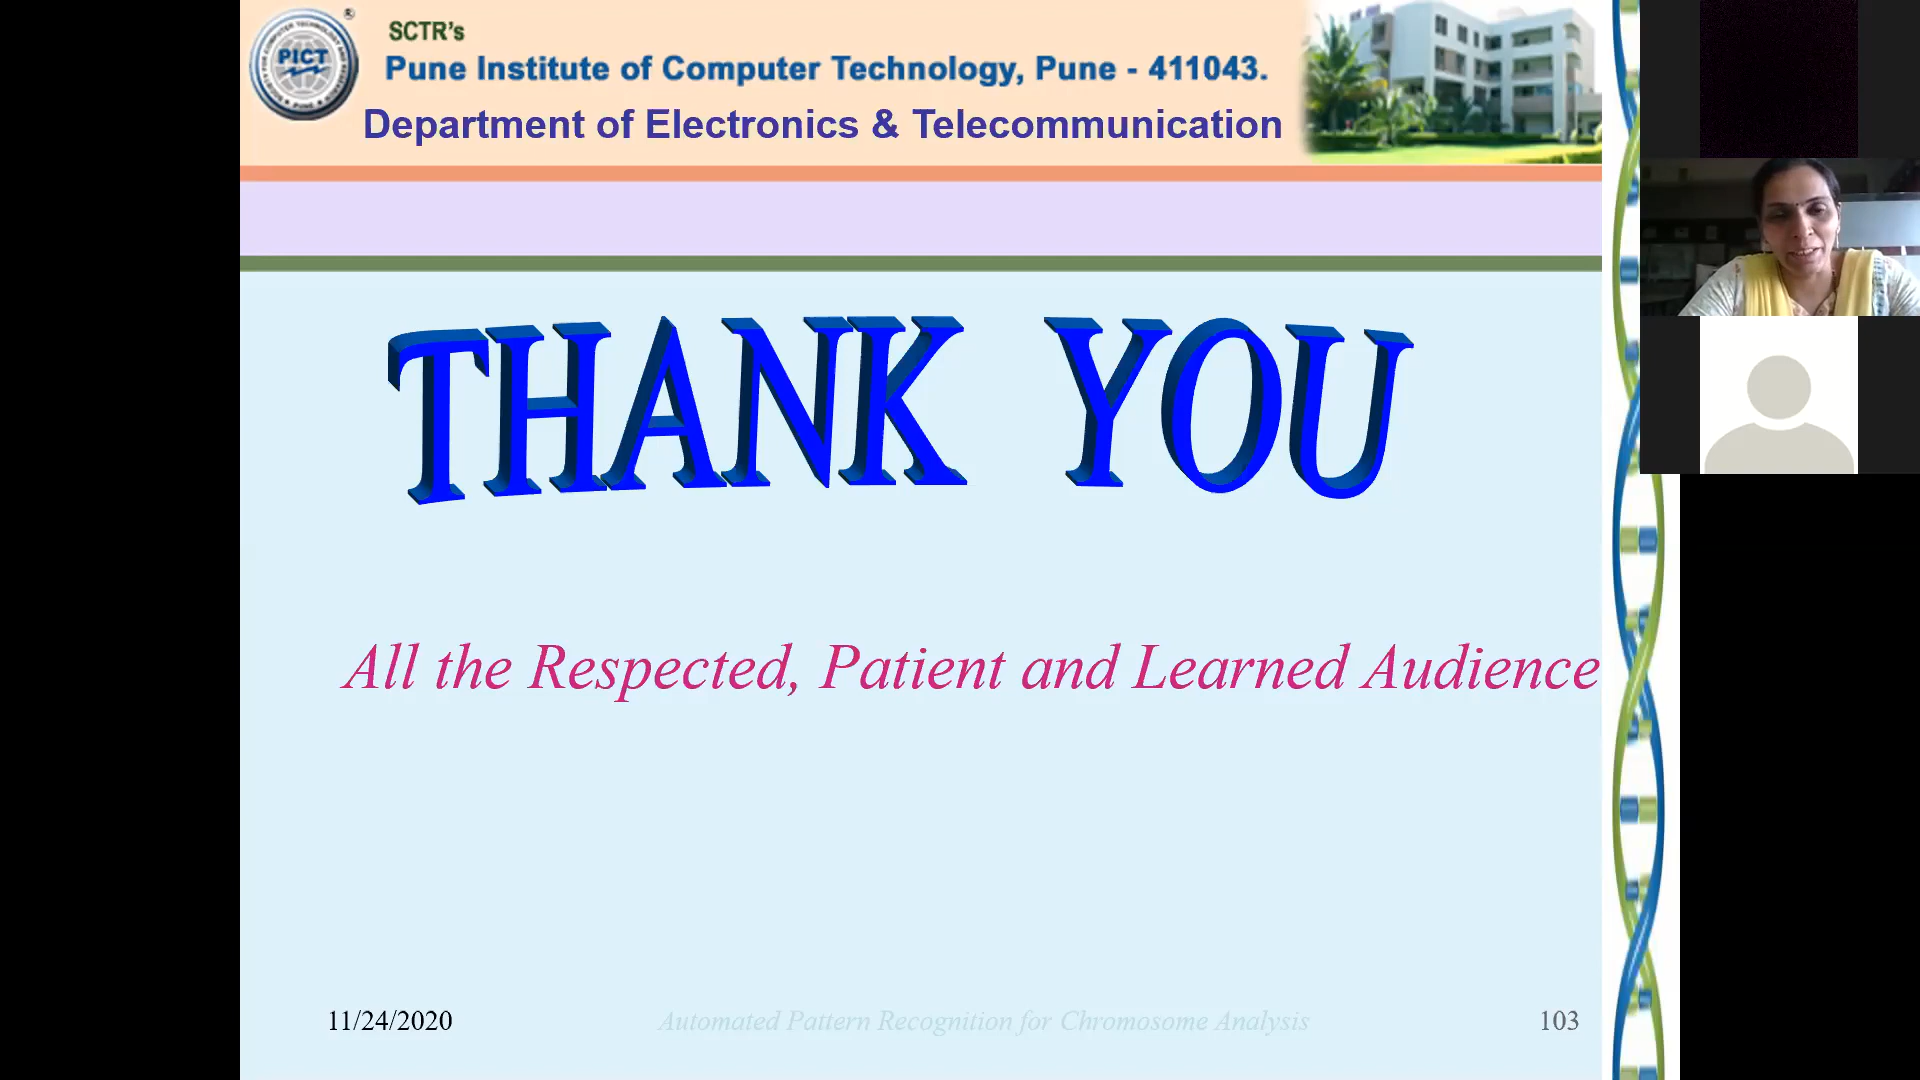 SCTR's
Pune Institute of Computer Technology, Pune - 411043.
Department of Electronics & Telecommunication
PICT
THANK YOU
All the Respected, Patient and Learned Audience
11/24/2020
Automated Pattern Recognition for Chromosome Analysis
103